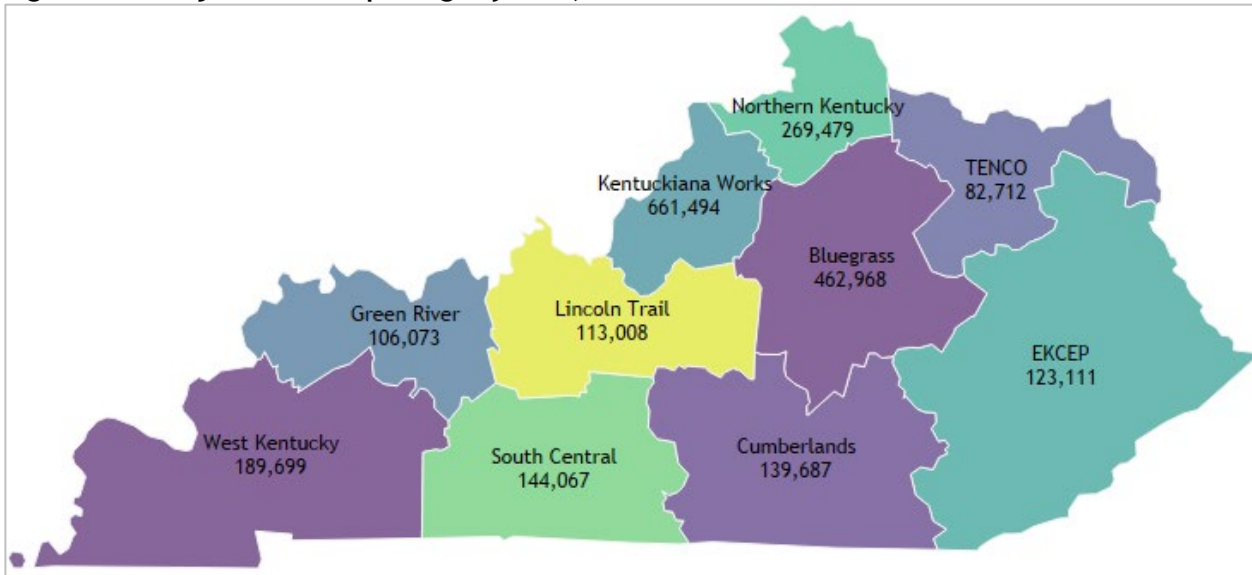 Northern Kentucky
269,479
TENCO
82,712
Kentuckiana Works
661,494
Bluegrass
462,968
Green River
106,073
Lincoln Trail
113,008
EKCEP
123,111
West Kentucky
189,699
South Central
144,067
Cumberlands
139,687